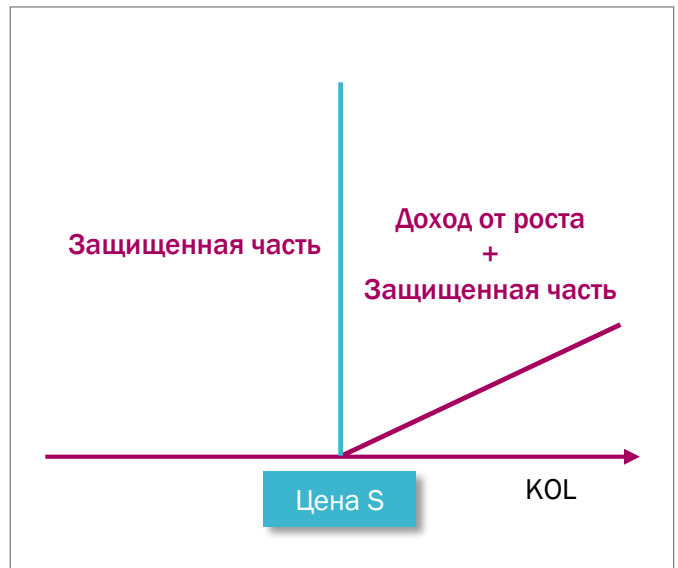 Защищенная часть
Доход от роста
+
Защищенная часть
Цена S
KOL